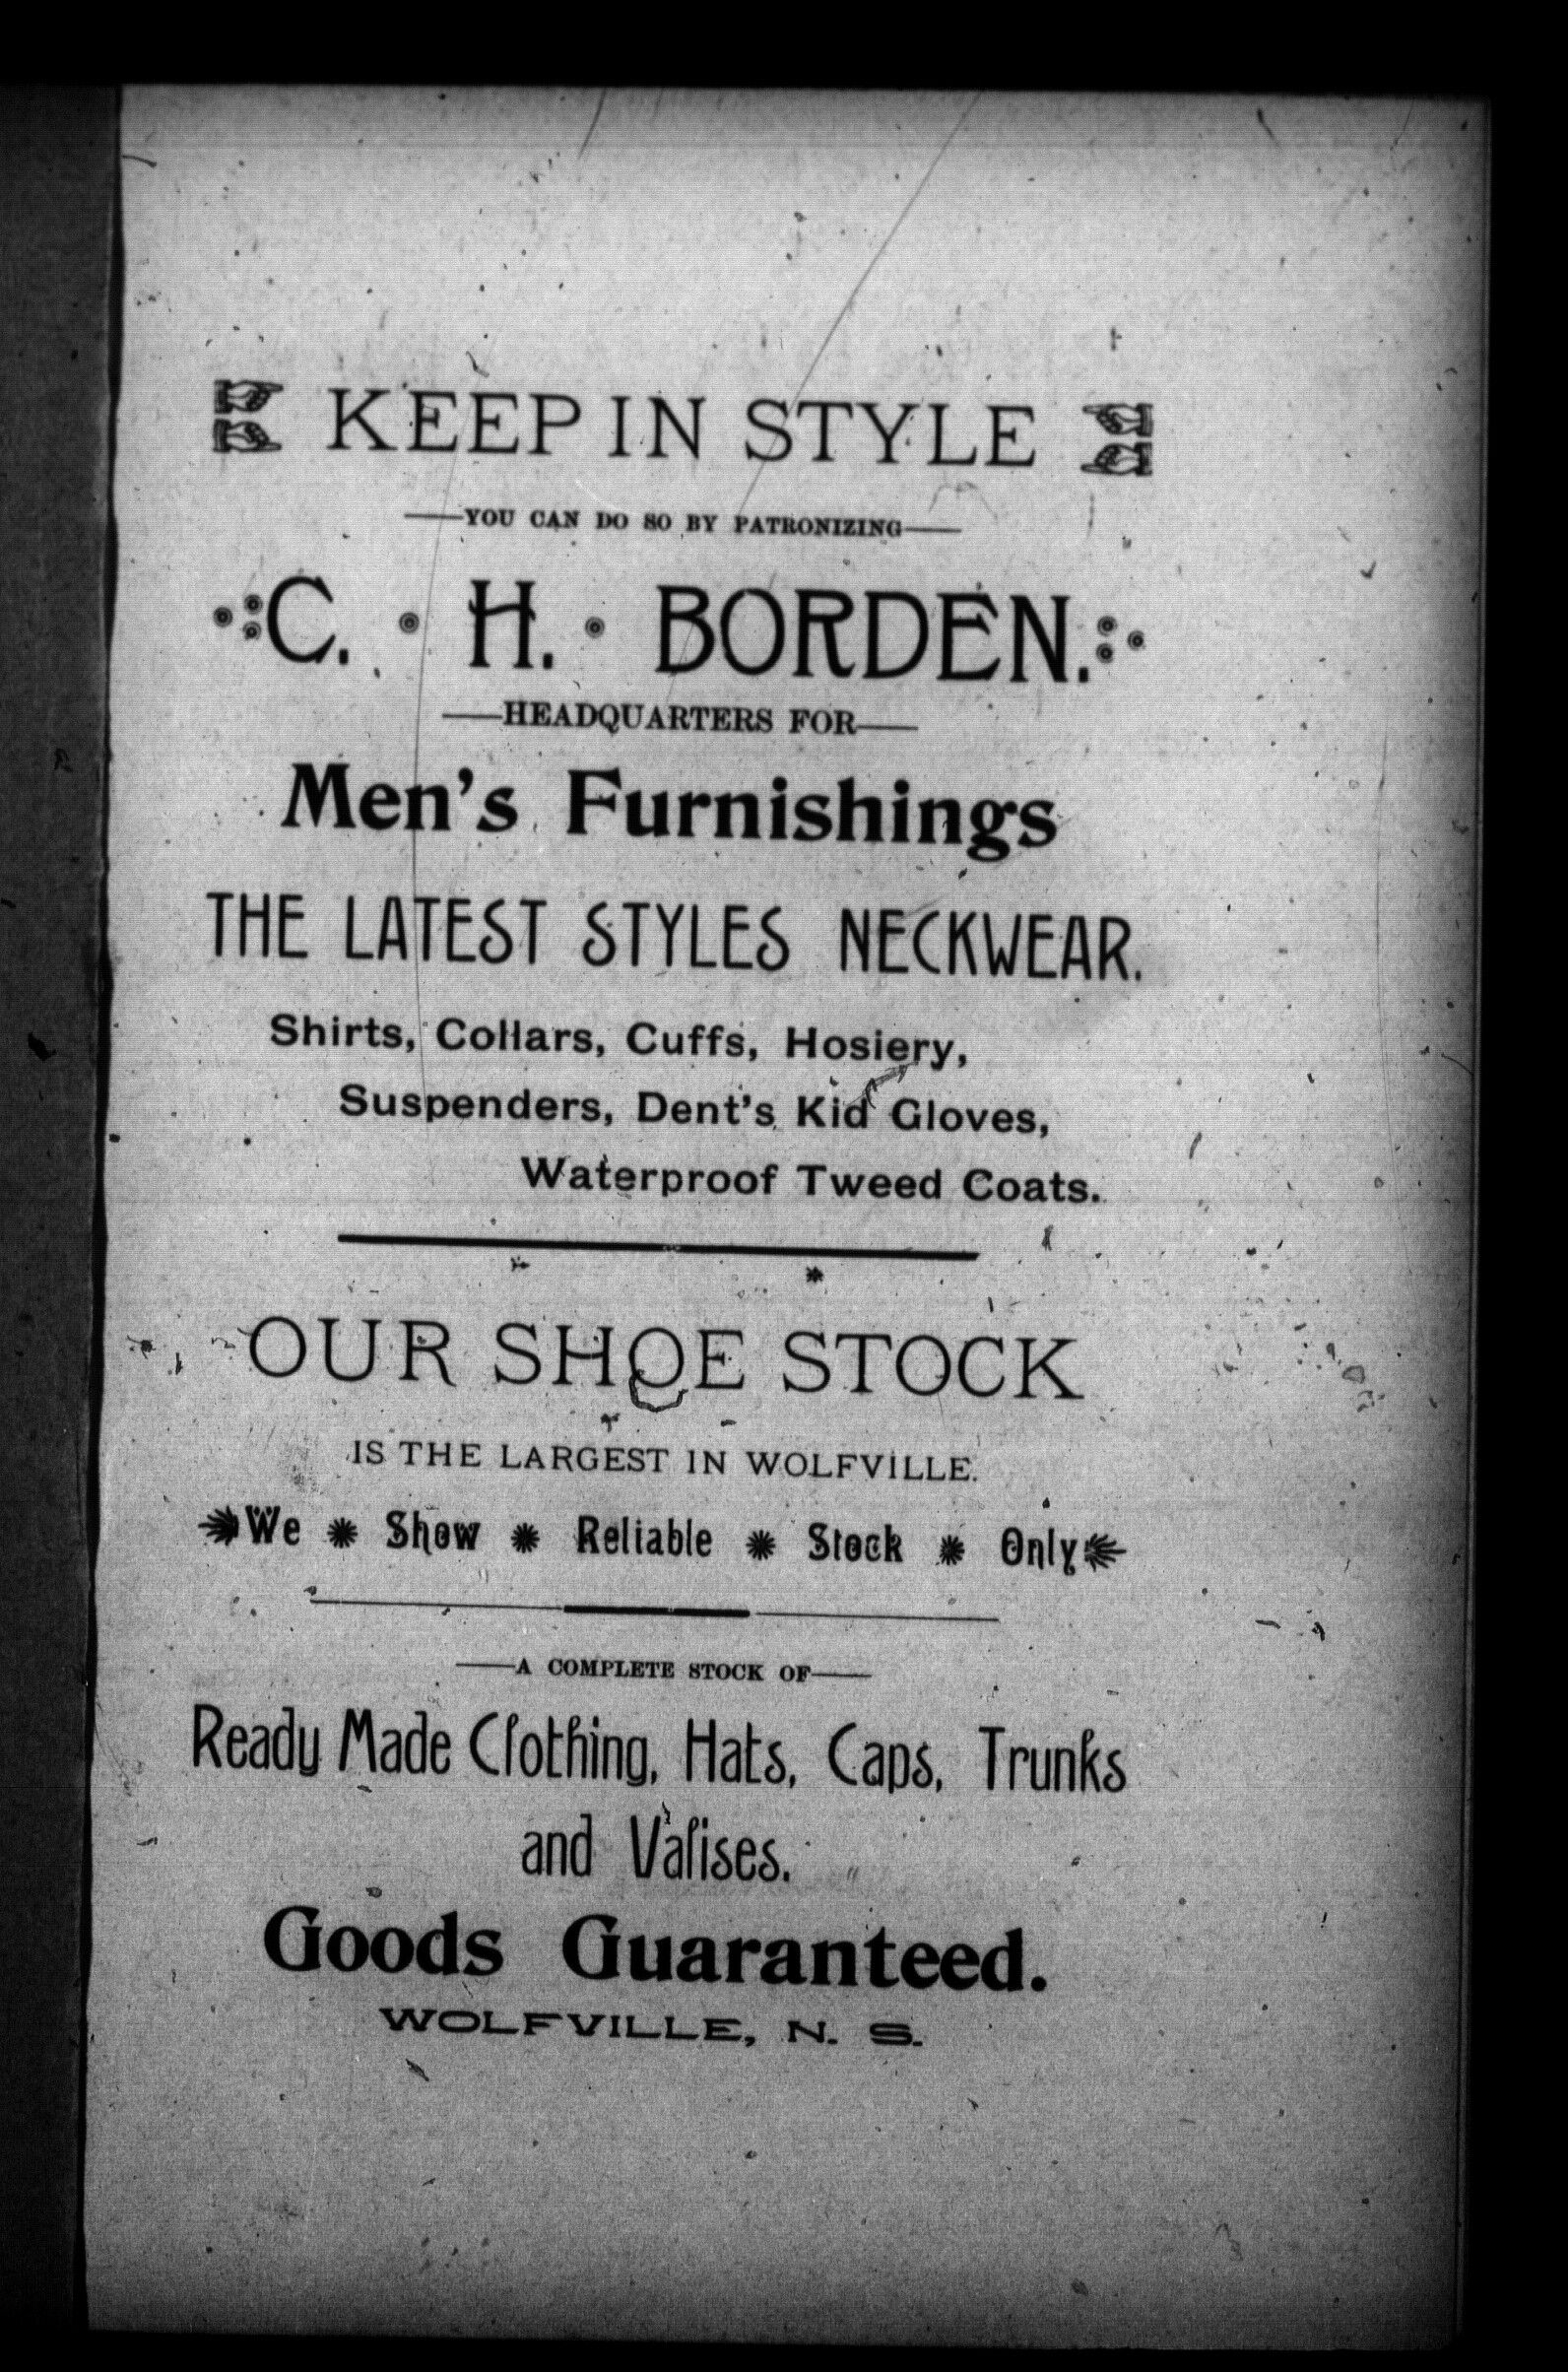 KEEP IN STYLE
—YOU CAN DO SO BY PATRONIZING—
C. H. BORDEN.
—HEADQUARTERS FOR—
Men's Furnishings
THE LATEST STYLES NECKWEAR.
Shirts, Collars, Cuffs, Hosiery,
Suspenders, Dent's Kid Gloves,
Waterproof Tweed Coats.
OUR SHOE STOCK
IS THE LARGEST IN WOLFVILLE.
We Show Reliable Stock Only
—A COMPLETE STOCK OF—
Ready Made Clothing, Hats, Caps, Trunks
and Valises.
Goods Guaranteed.
WOLFVILLE, N. S.